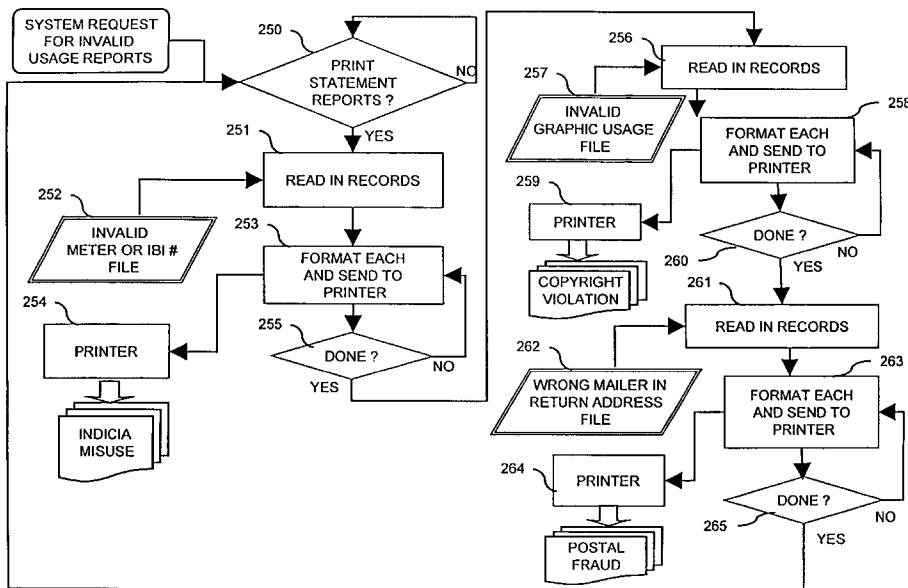 SYSTEM REQUEST
FOR INVALID
USAGE REPORTS
250
PRINT
STATEMENT
REPORTS ?
NO
YES
251
READ IN RECORDS
252
INVALID
METER OR IBI #
FILE
253
FORMAT EACH
AND SEND TO
PRINTER
254
PRINTER
INDICIA
MISUSE
255
DONE ?
NO
YES
256
READ IN RECORDS
257
INVALID
GRAPHIC USAGE
FILE
258
FORMAT EACH
AND SEND TO
PRINTER
259
PRINTER
COPYRIGHT
VIOLATION
DONE ?
260
NO
YES
261
READ IN RECORDS
262
WRONG MAILER IN
RETURN ADDRESS
FILE
263
FORMAT EACH
AND SEND TO
PRINTER
264
PRINTER
POSTAL
FRAUD
DONE ?
265
NO
YES